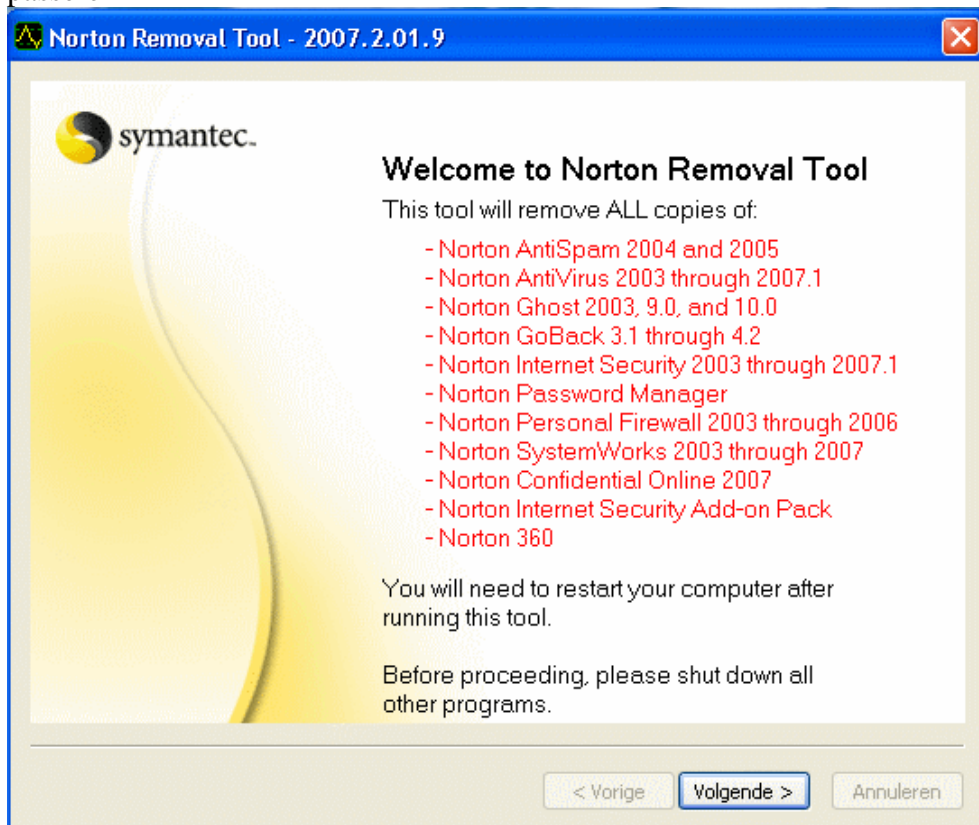 Norton Removal Tool - 2007.2.01.9
symantec.
Welcome to Norton Removal Tool
This tool will remove ALL copies of:
- Norton AntiSpam 2004 and 2005
- Norton AntiVirus 2003 through 2007.1
- Norton Ghost 2003, 9.0, and 10.0
- Norton GoBack 3.1 through 4.2
- Norton Internet Security 2003 through 2007.1
- Norton Password Manager
- Norton Personal Firewall 2003 through 2006
- Norton SystemWorks 2003 through 2007
- Norton Confidential Online 2007
- Norton Internet Security Add-on Pack
- Norton 360
You will need to restart your computer after
running this tool.
Before proceeding, please shut down all
other programs.
< Vorige
Volgende >
Annuleren